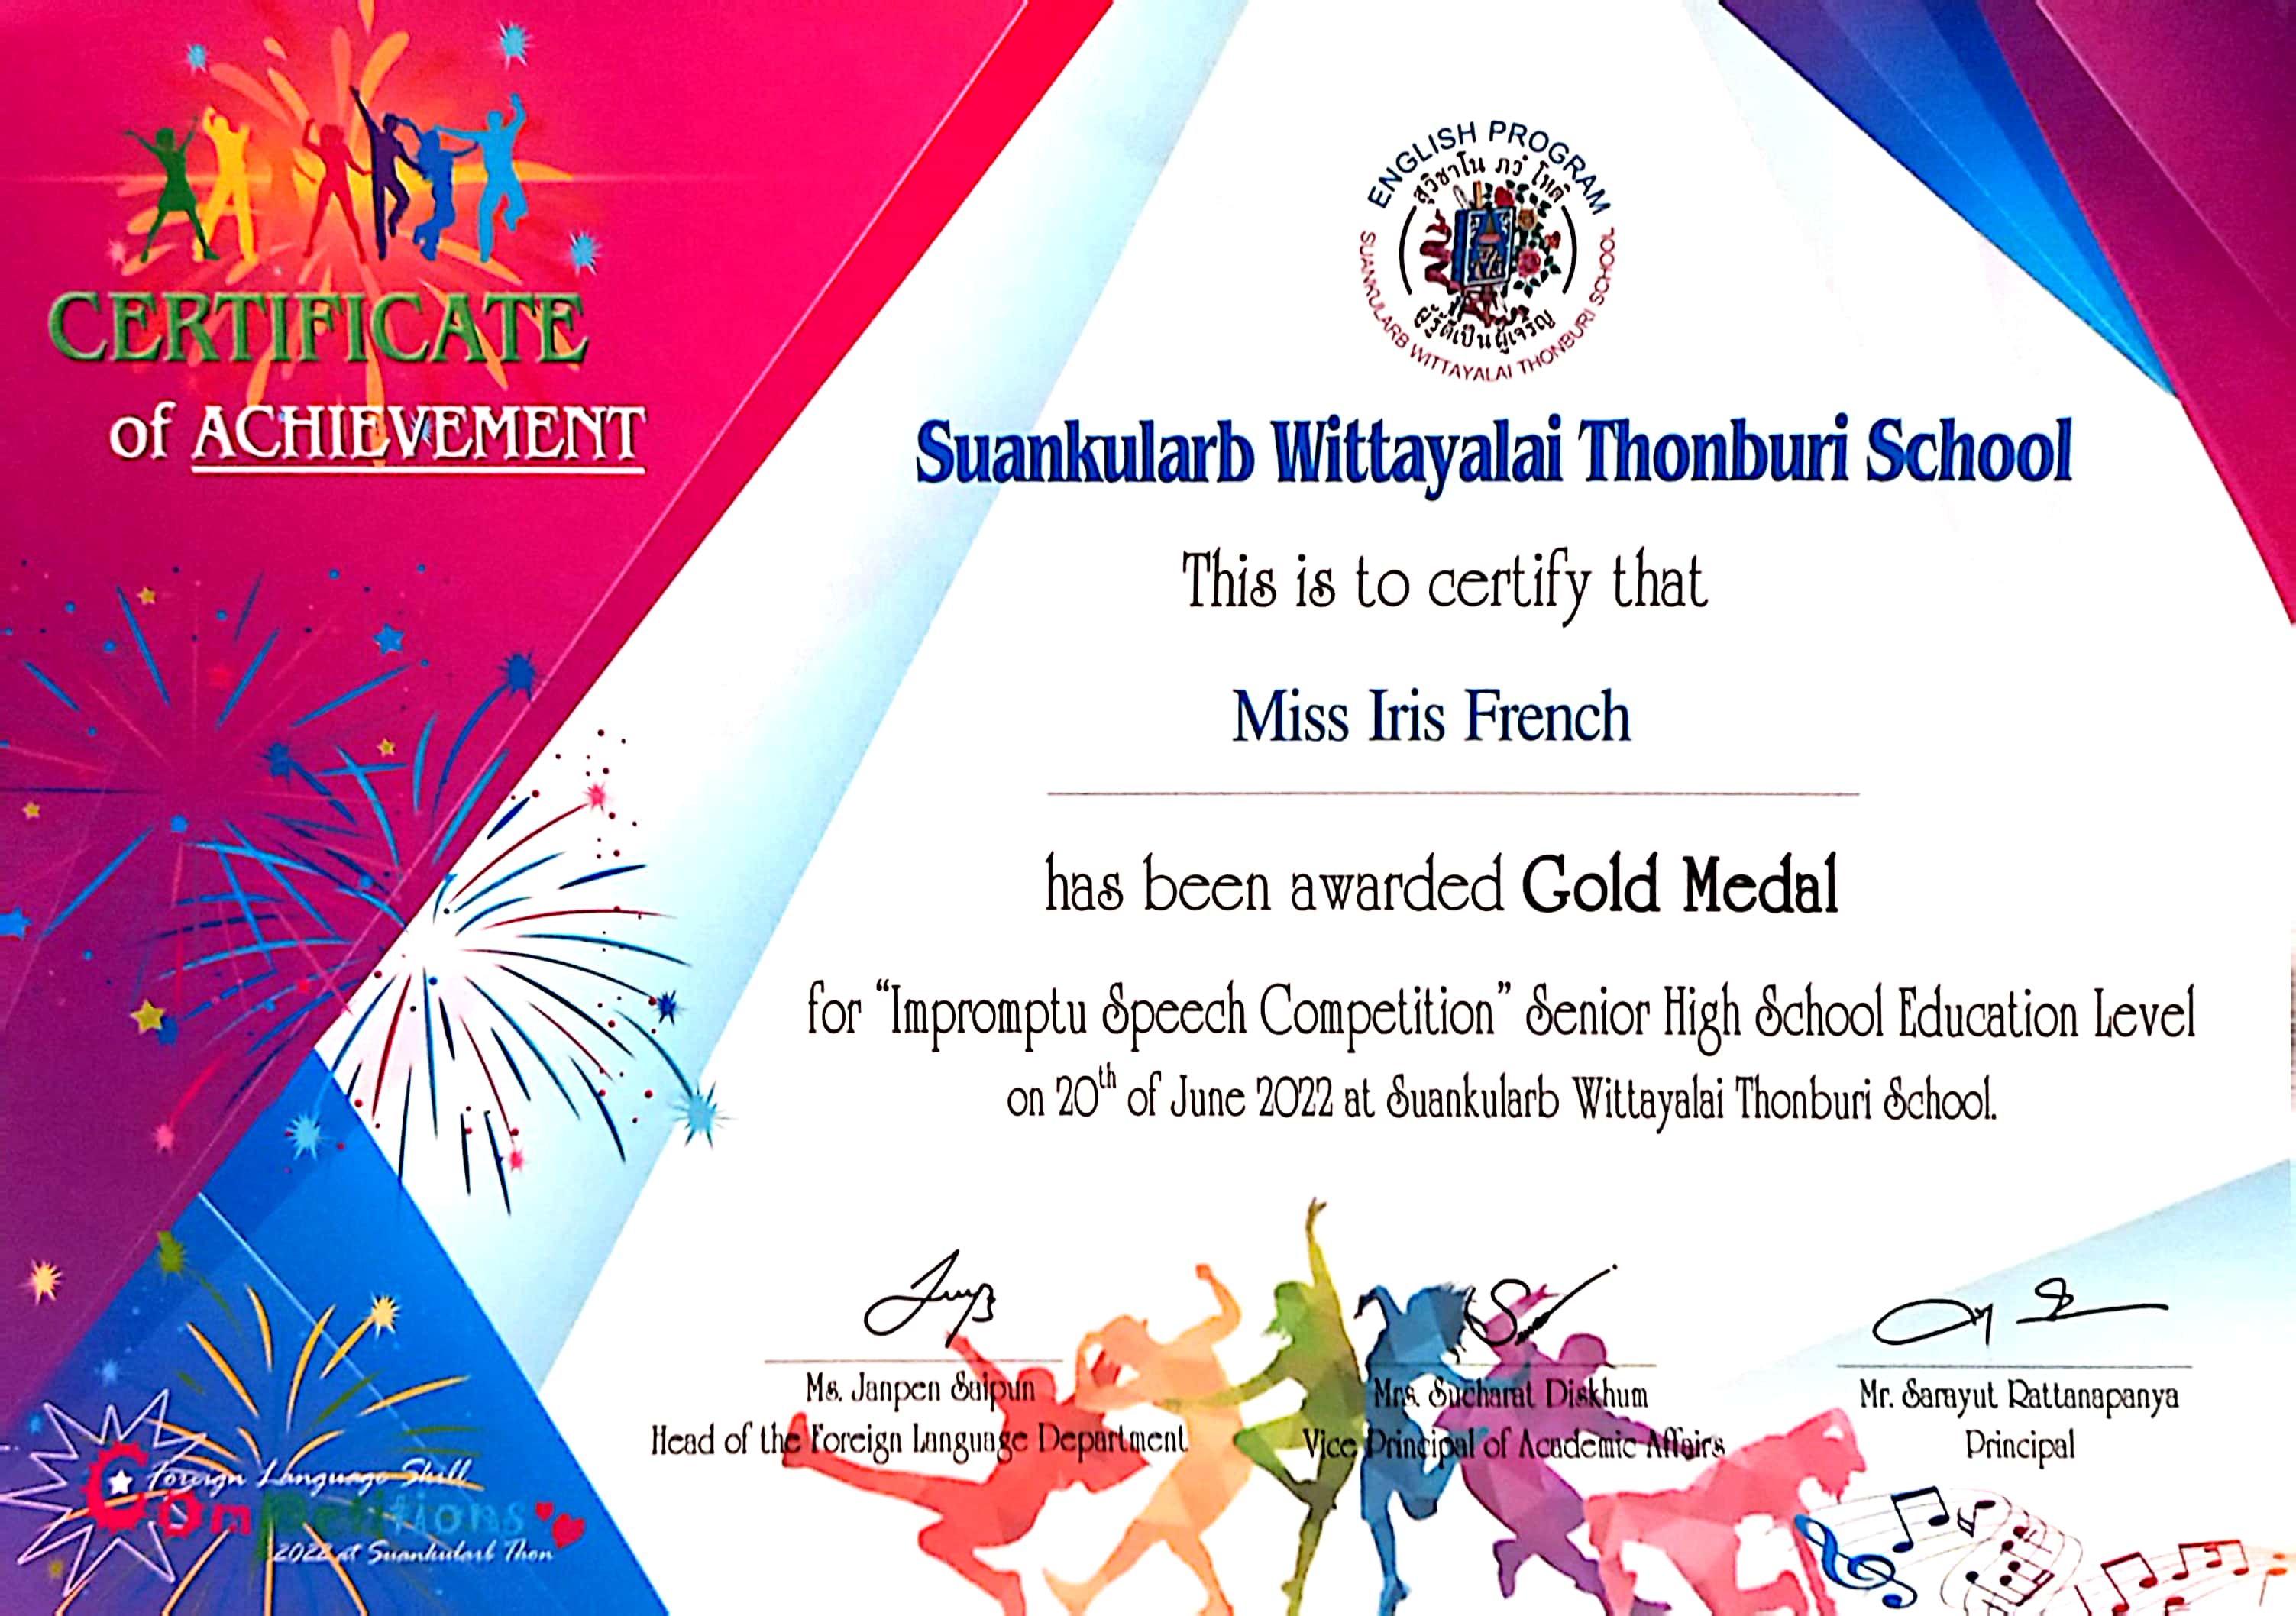 CERTIFICATE
of ACHIEVEMENT
ENGLISH PROGRAM
สุวิชาโน ภวํ โหติ
ผู้รู้ดีเป็นผู้เจริญ
SUANKULARB WITTAYALAI THONBURI SCHOOL
Suankularb Wittayalai Thonburi School
This is to certify that
Miss Iris French
has been awarded Gold Medal
for “Impromptu Speech Competition” Senior High School Education Level
on 20th of June 2022 at Suankularb Wittayalai Thonburi School.
Ms. Janpen Saipun
Head of the Foreign Language Department
Mrs. Sucharat Diskhum
Vice Principal of Academic Affairs
Mr. Sarayut Rattanapanya
Principal
Foreign Language Skill
Competitions
2022 at Suankularb Thon